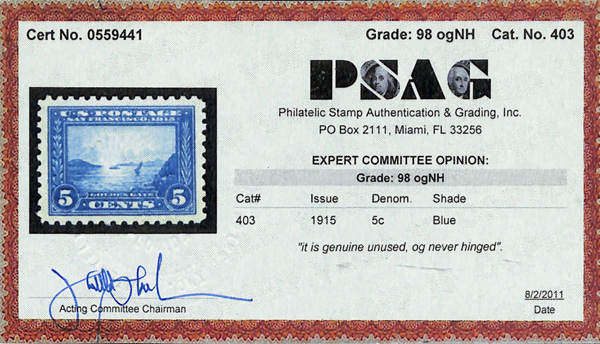 Cert No. 0559441
Grade: 98 ogNH
Cat. No. 403
PSAG
Philatelic Stamp Authentication & Grading, Inc.
PO Box 2111, Miami, FL 33256
U·S·POSTAGE
SAN FRANCISCO, 1915
GOLDEN GATE
5 CENTS 5
EXPERT COMMITTEE OPINION:
Grade: 98 ogNH
Cat# Issue Denom. Shade
403 1915 5c Blue
"it is genuine unused, og never hinged".
Acting Committee Chairman
8/2/2011
Date